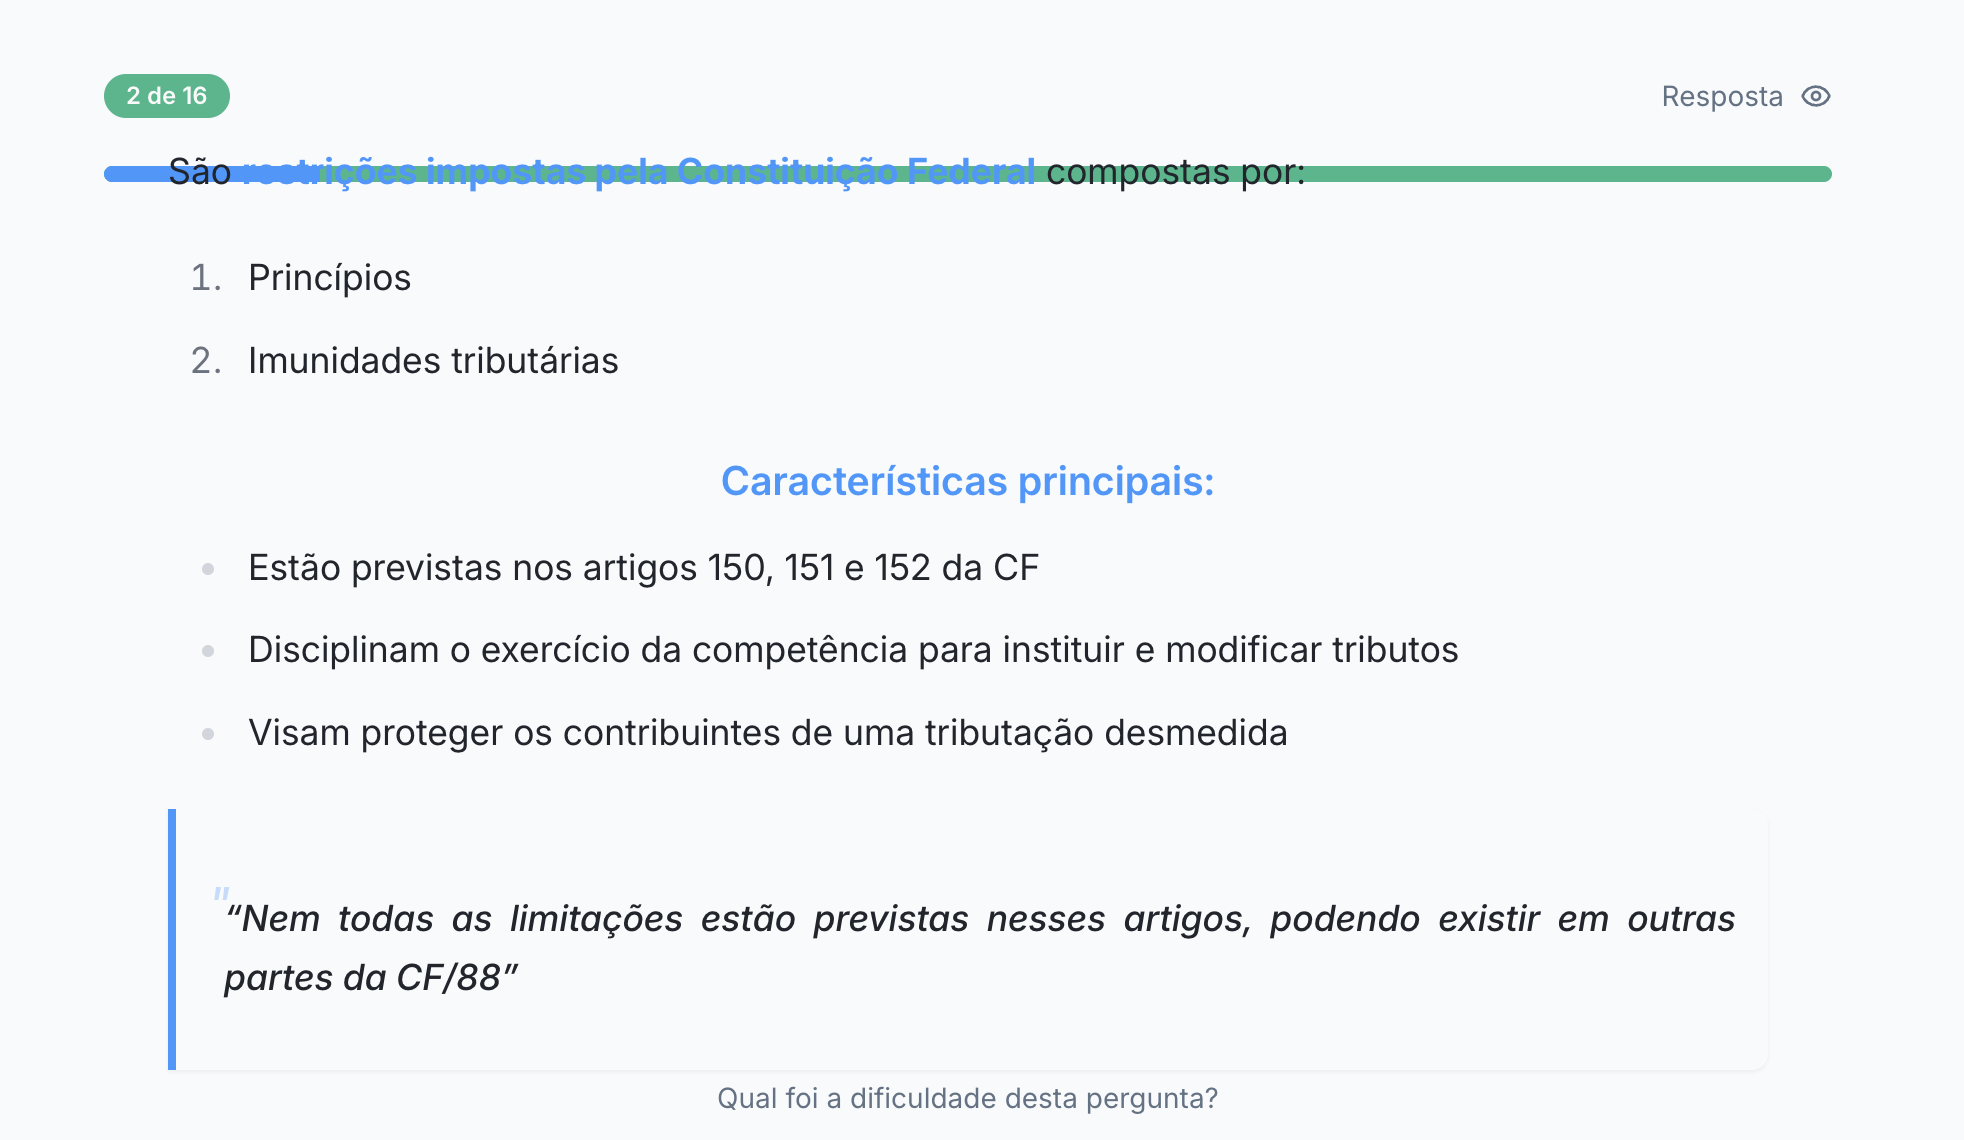 2 de 16
Resposta
São restrições impostas pela Constituição Federal compostas por:
1. Princípios
2. Imunidades tributárias
Características principais:
• Estão previstas nos artigos 150, 151 e 152 da CF
• Disciplinam o exercício da competência para instituir e modificar tributos
• Visam proteger os contribuintes de uma tributação desmedida
"
“Nem todas as limitações estão previstas nesses artigos, podendo existir em outras
partes da CF/88”
Qual foi a dificuldade desta pergunta?